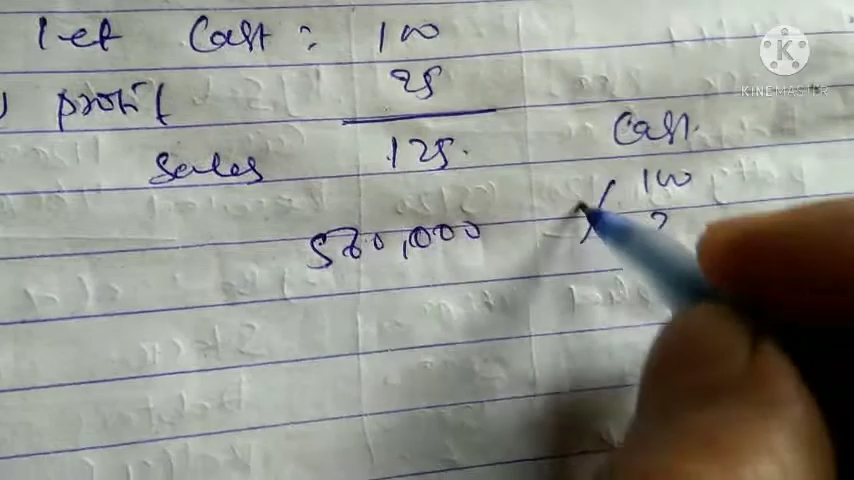 let Cost : 100
profit 25
Sales 125.
Cost.
100
500,000 ?
KINEMASTER